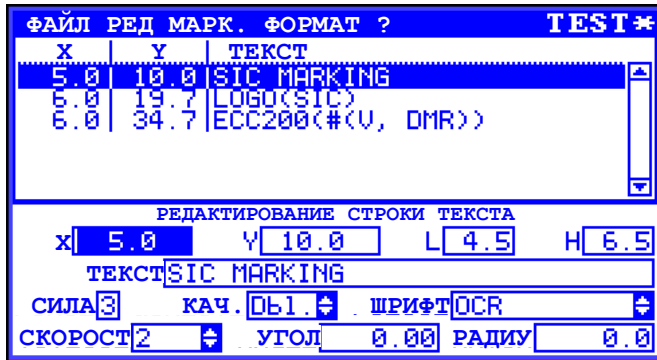 ФАЙЛ РЕД МАРК. ФОРМАТ ? TEST*
X Y ТЕКСТ
5.0 10.0 SIC MARKING
6.0 19.7 LOGO(SIC)
6.0 34.7 ECC200(#(V, DMR))
РЕДАКТИРОВАНИЕ СТРОКИ ТЕКСТА
X 5.0 Y 10.0 L 4.5 H 6.5
ТЕКСТ SIC MARKING
СИЛА 3 КАЧ. Dbl. ШРИФТ OCR
СКОРОСТ 2 УГОЛ 0.00 РАДИУ 0.0